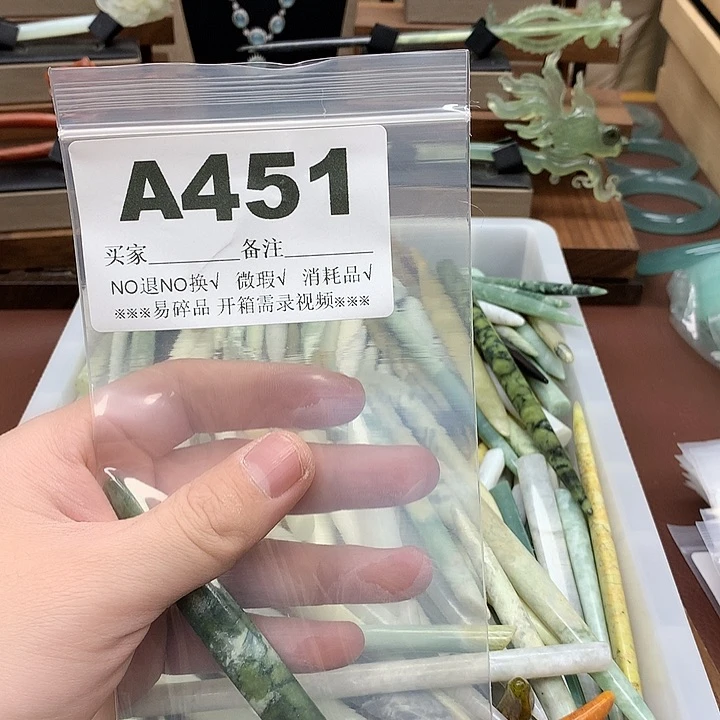 A451
买家________备注________
NO退NO换√ 微瑕√ 消耗品√
※※※易碎品 开箱需录视频※※※